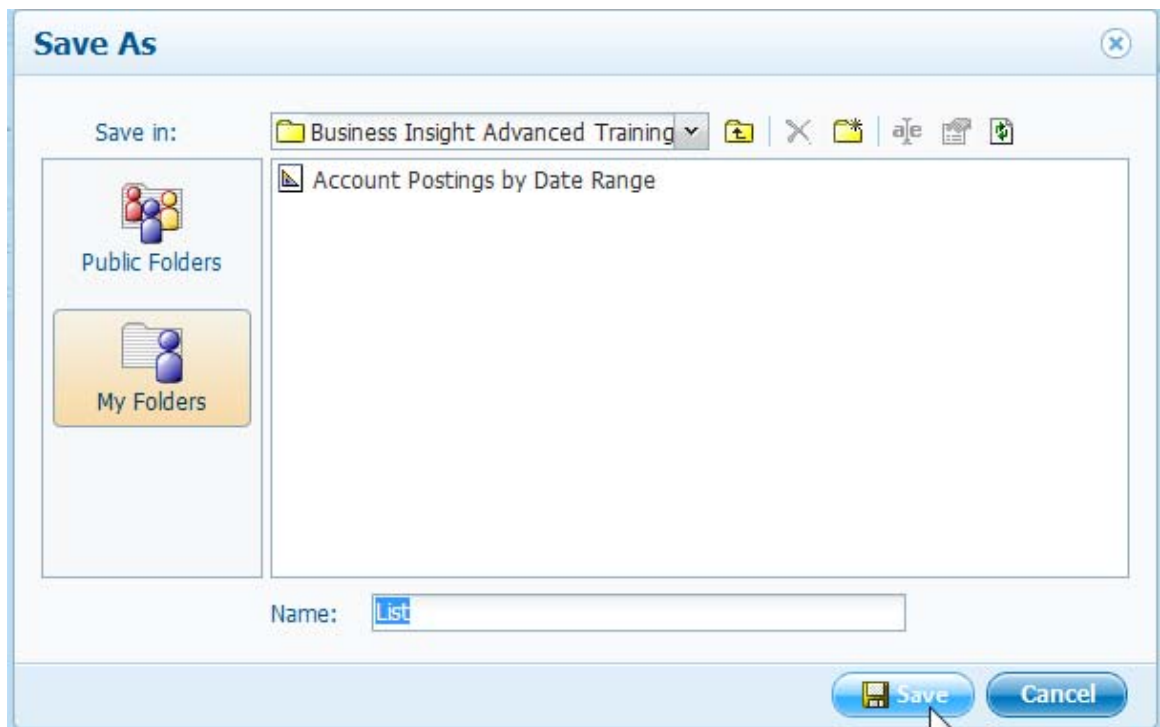 Save As
Save in:
Business Insight Advanced Training
a|e
Account Postings by Date Range
Public Folders
My Folders
Name:
List
Save
Cancel